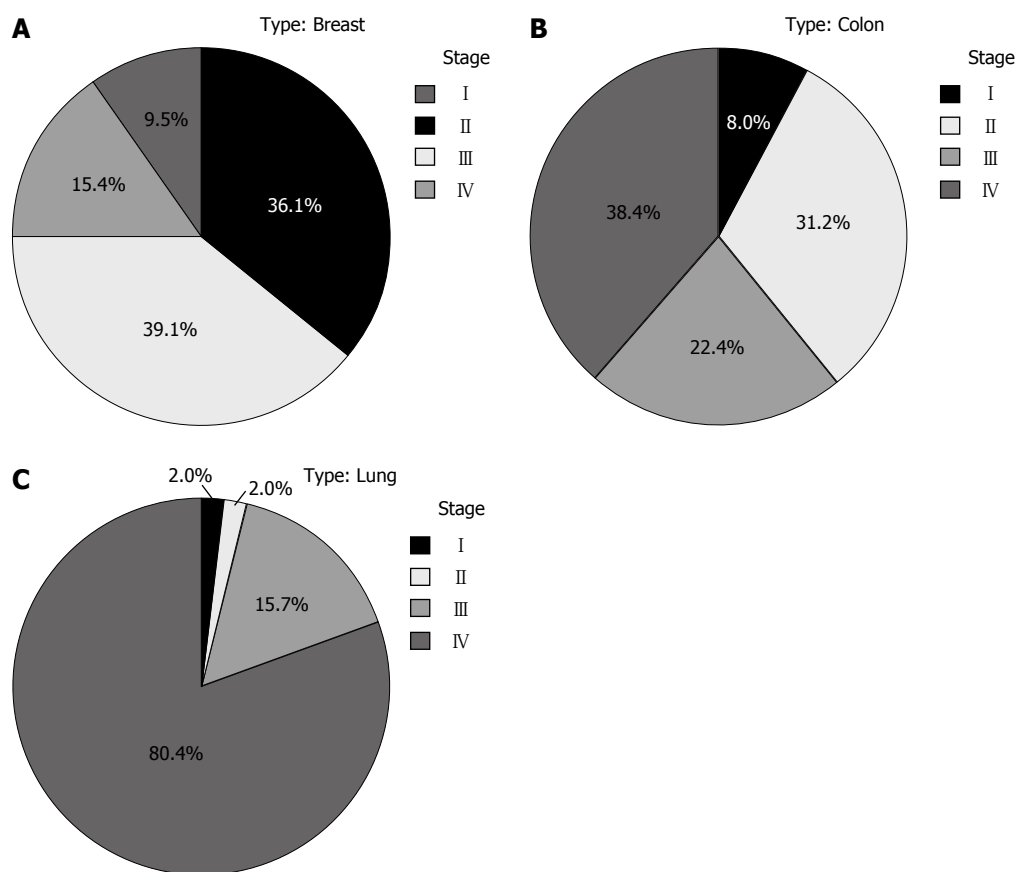 A
Type: Breast
Stage
Ⅰ
Ⅱ
Ⅲ
Ⅳ
9.5%
15.4%
36.1%
39.1%
B
Type: Colon
Stage
Ⅰ
Ⅱ
Ⅲ
Ⅳ
8.0%
38.4%
31.2%
22.4%
C
Type: Lung
2.0%
2.0%
Stage
Ⅰ
Ⅱ
Ⅲ
Ⅳ
15.7%
80.4%